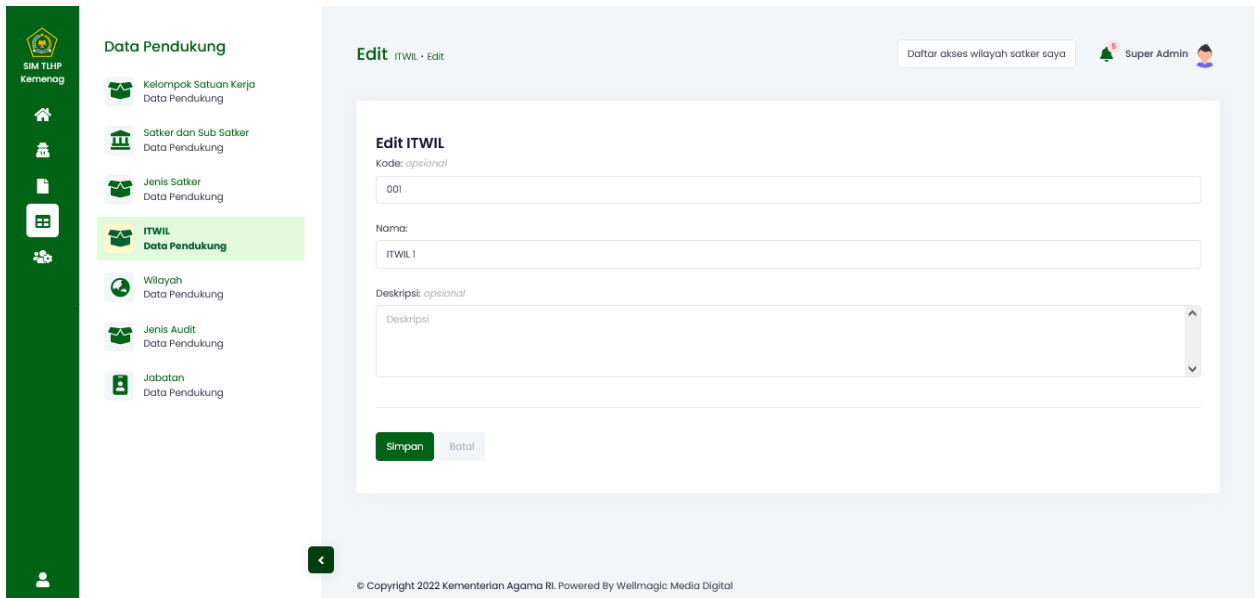 SIM TLHP
Kemenag
Data Pendukung
Kelompok Satuan Kerja
Data Pendukung
Satker dan Sub Satker
Data Pendukung
Jenis Satker
Data Pendukung
ITWIL
Data Pendukung
Wilayah
Data Pendukung
Jenis Audit
Data Pendukung
Jabatan
Data Pendukung
Edit ITWIL • Edit
Daftar akses wilayah satker saya
5
Super Admin
Edit ITWIL
Kode: opsional
001
Nama:
ITWIL 1
Deskripsi: opsional
Deskripsi
Simpan
Batal
© Copyright 2022 Kementerian Agama RI. Powered By Wellmagic Media Digital